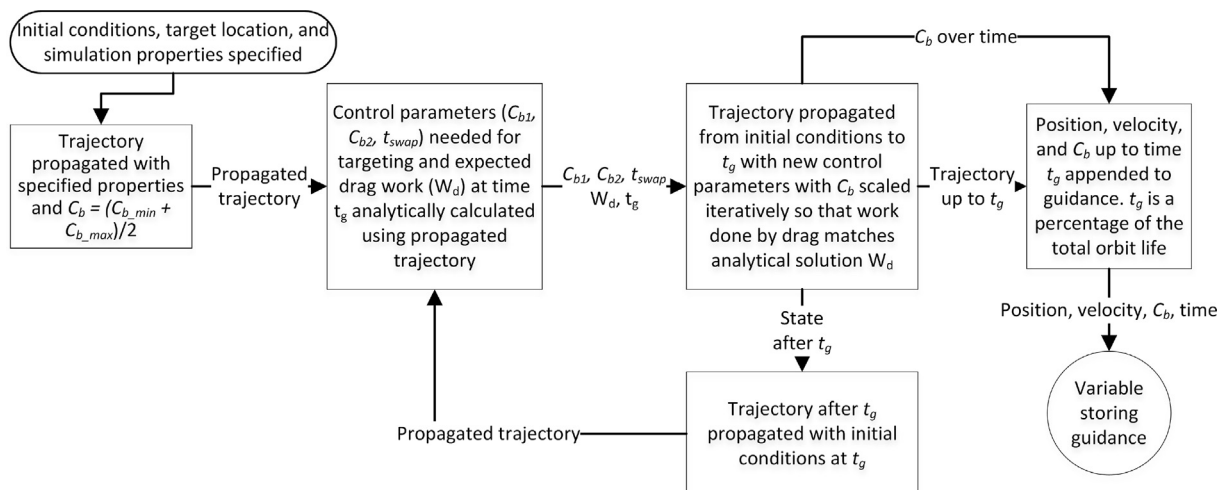 Initial conditions, target location, and
simulation properties specified
Trajectory
propagated with
specified properties
and C_b = (C_b_min +
C_b_max)/2
Propagated
trajectory
Control parameters (C_b1,
C_b2, t_swap) needed for
targeting and expected
drag work (W_d) at time
t_g analytically calculated
using propagated
trajectory
C_b1, C_b2, t_swap
W_d, t_g
Trajectory propagated
from initial conditions to
t_g with new control
parameters with C_b scaled
iteratively so that work
done by drag matches
analytical solution W_d
C_b over time
Trajectory
up to t_g
Position, velocity,
and C_b up to time
t_g appended to
guidance. t_g is a
percentage of the
total orbit life
Position, velocity, C_b, time
Variable
storing
guidance
State
after t_g
Trajectory after t_g
propagated with initial
conditions at t_g
Propagated trajectory